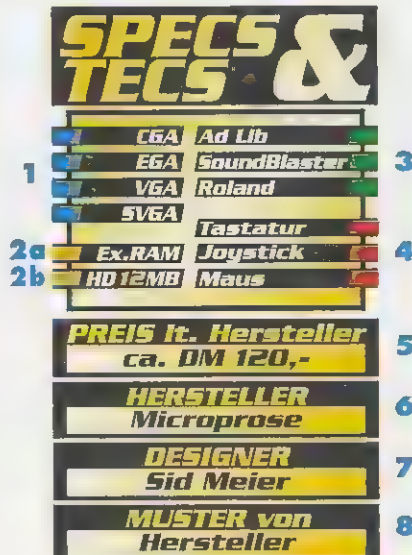 SPECS &
TECS
CGA Ad Lib
EGA SoundBlaster 3
1 VGA Roland
SVGA
Tastatur
2a Ex.RAM Joystick 4
2b HD 12MB Maus
PREIS lt. Hersteller
ca. DM 120,- 5
HERSTELLER
Microprose 6
DESIGNER
Sid Meier 7
MUSTER von
Hersteller 8